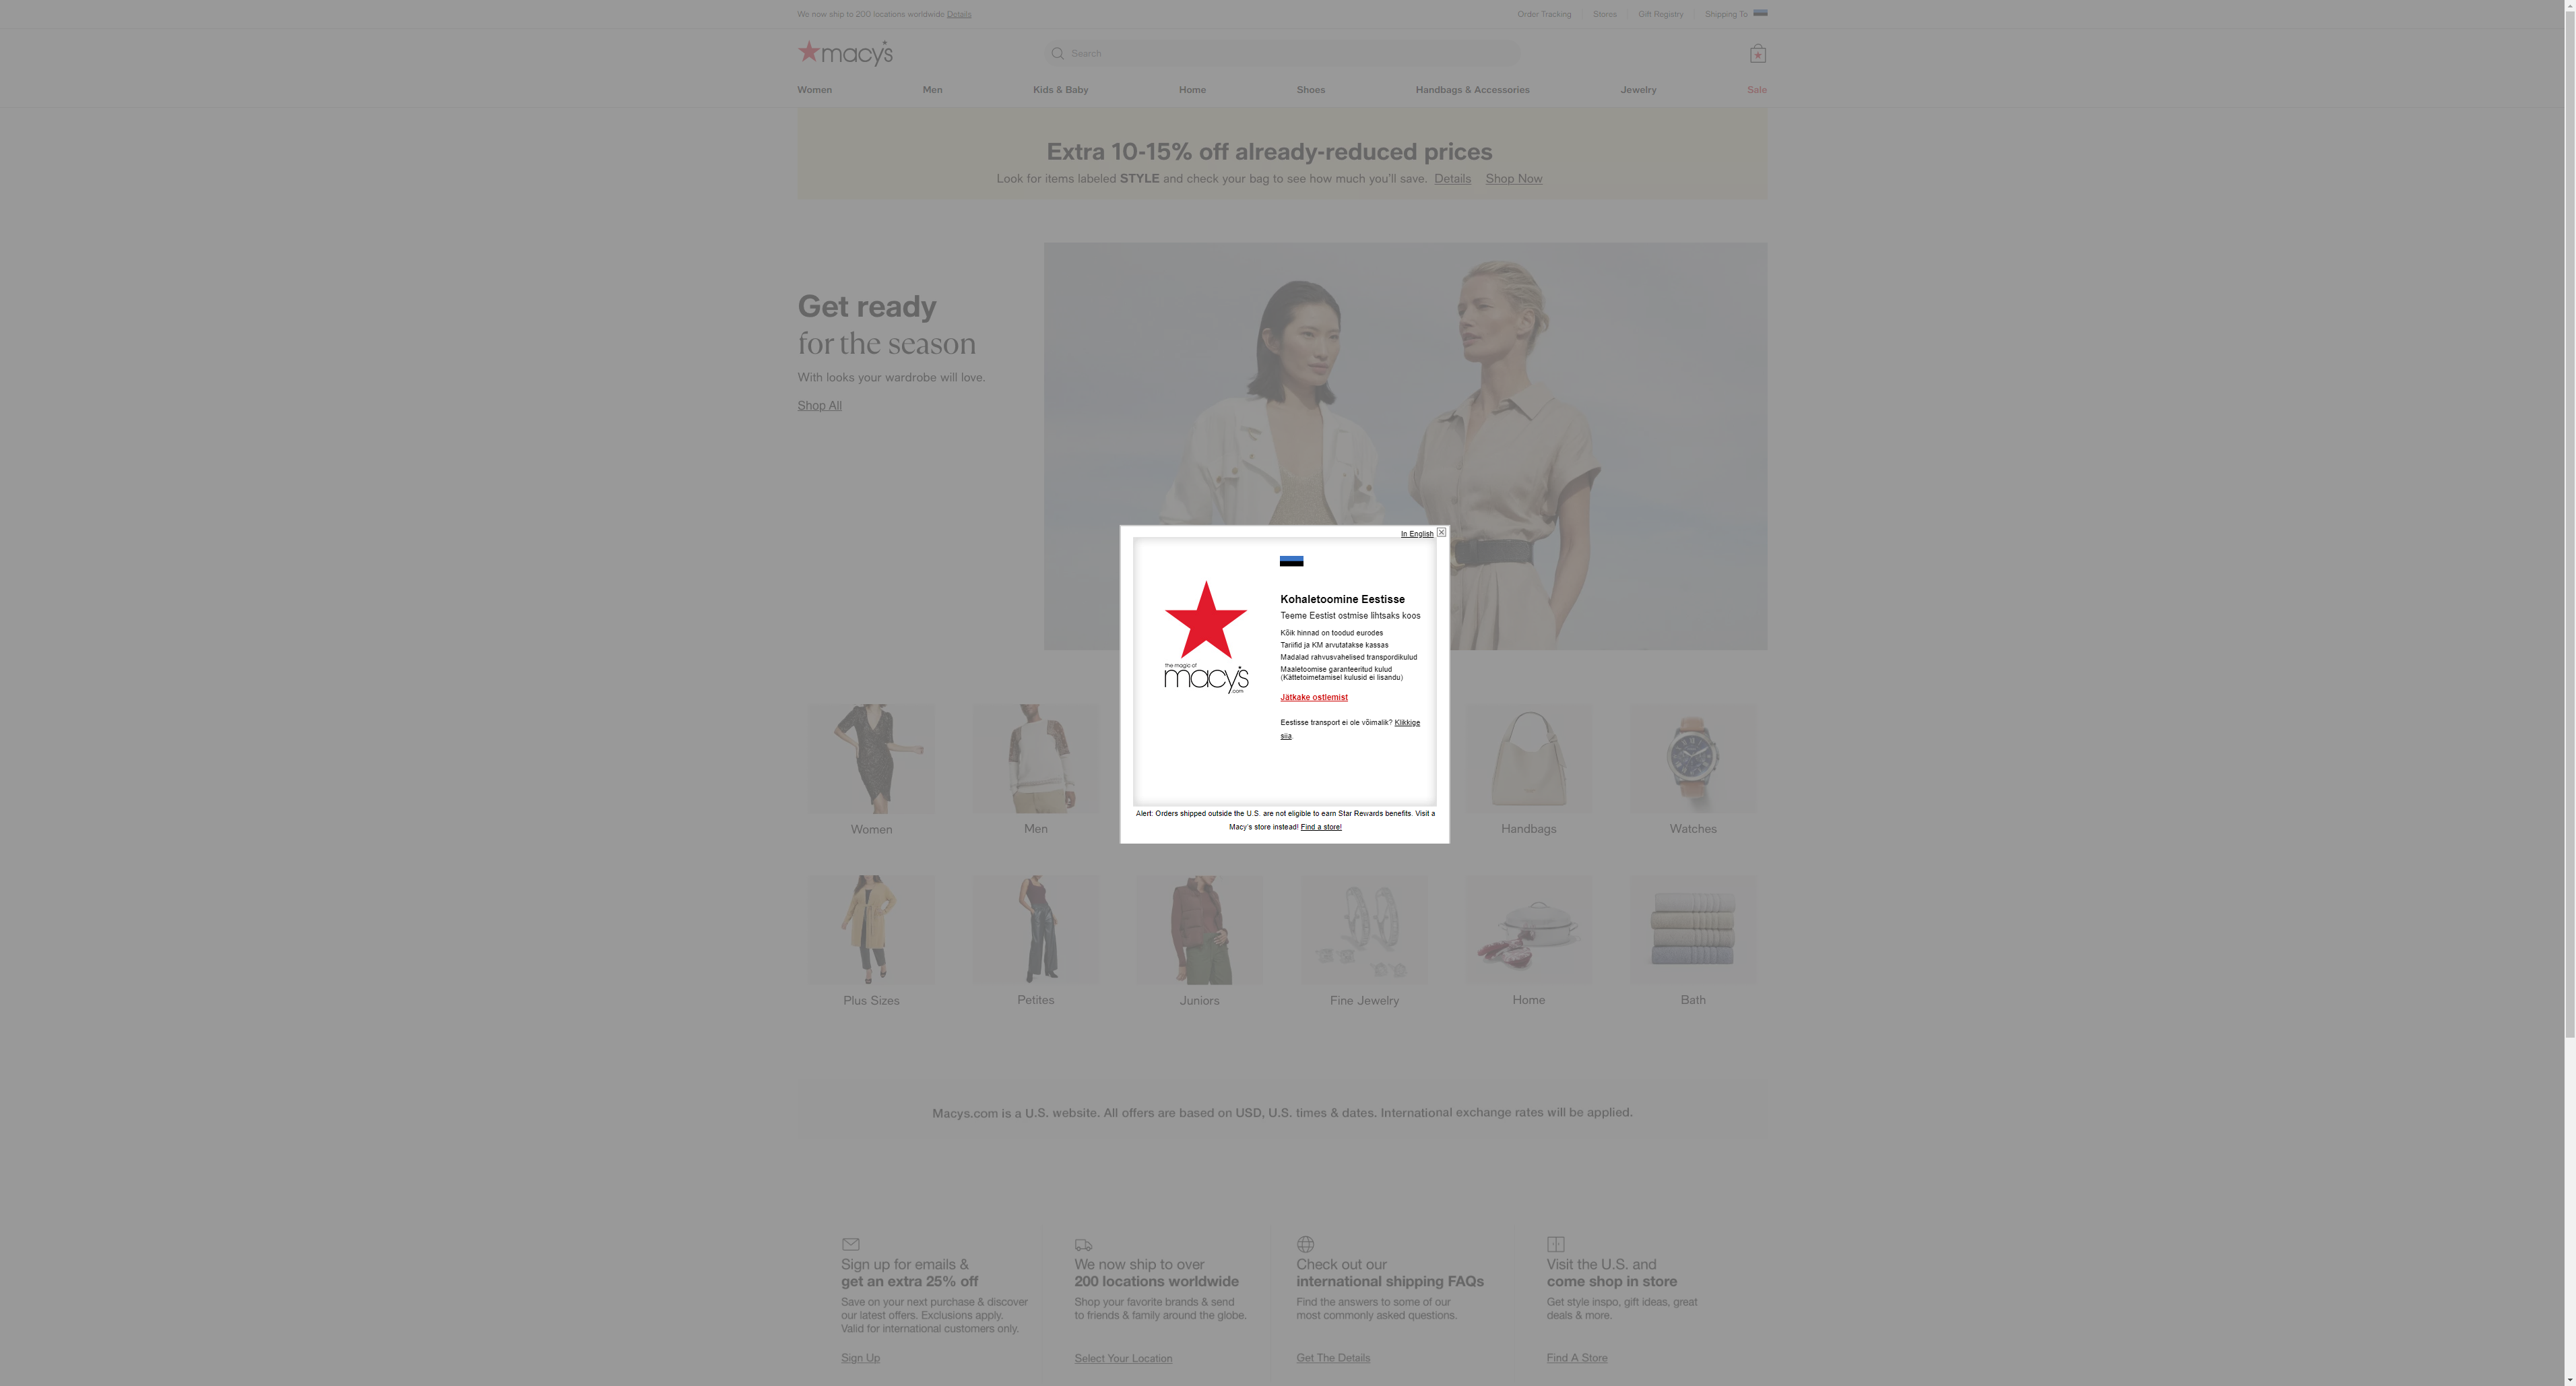 We now ship to 200 locations worldwide Details
Order Tracking
Stores
Gift Registry
Shipping To
macy's
Search
Women
Men
Kids & Baby
Home
Shoes
Handbags & Accessories
Jewelry
Sale
Extra 10-15% off already-reduced prices
Look for items labeled STYLE and check your bag to see how much you'll save. Details Shop Now
Get ready
for the season
With looks your wardrobe will love.
Shop All
In English
the magic of
macy's
.com
Kohaletoomine Eestisse
Teeme Eestist ostmise lihtsaks koos
Kõik hinnad on toodud eurodes
Tariifid ja KM arvutatakse kassas
Madalad rahvusvahelised transpordikulud
Maaletoomise garanteeritud kulud
(Kättetoimetamisel kulusid ei lisandu)
Jätkake ostlemist
Eestisse transport ei ole võimalik? Klikkige
siia.
Alert: Orders shipped outside the U.S. are not eligible to earn Star Rewards benefits. Visit a
Macy's store instead! Find a store!
Women
Men
Handbags
Watches
Plus Sizes
Petites
Juniors
Fine Jewelry
Home
Bath
Macys.com is a U.S. website. All offers are based on USD, U.S. times & dates. International exchange rates will be applied.
Sign up for emails &
get an extra 25% off
Save on your next purchase & discover
our latest offers. Exclusions apply.
Valid for international customers only.
Sign Up
We now ship to over
200 locations worldwide
Shop your favorite brands & send
to friends & family around the globe.
Select Your Location
Check out our
international shipping FAQs
Find the answers to some of our
most commonly asked questions.
Get The Details
Visit the U.S. and
come shop in store
Get style inspo, gift ideas, great
deals & more.
Find A Store